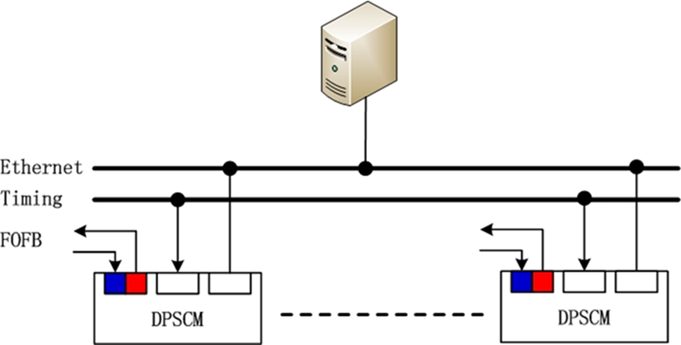 Ethernet
Timing
FOFB
DPSCM
DPSCM